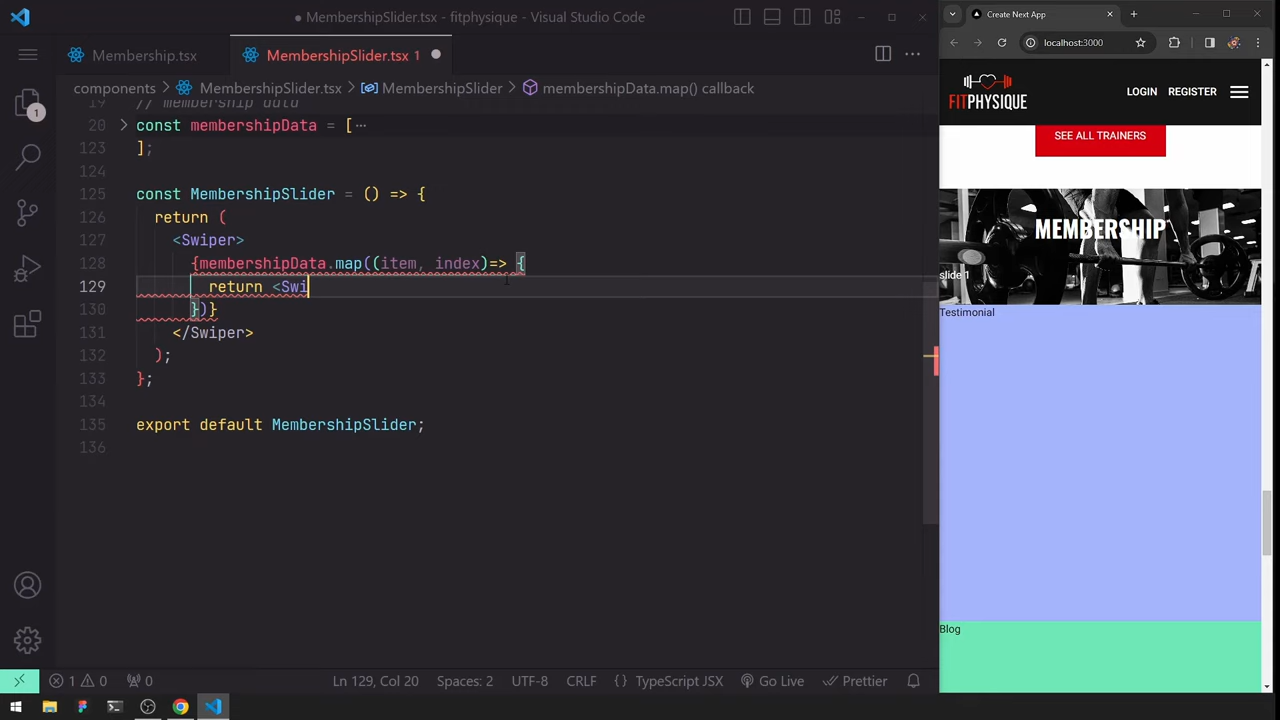 MembershipSlider.tsx - fitphysique - Visual Studio Code
Membership.tsx
MembershipSlider.tsx 1
components > MembershipSlider.tsx > MembershipSlider > membershipData.map() callback
19 // membership data
20 const membershipData = [
123 ];
124
125 const MembershipSlider = () => {
126 return (
127 <Swiper>
128 {membershipData.map((item, index)=> {
129 return <Swi
130 })}
131 </Swiper>
132 );
133 };
134
135 export default MembershipSlider;
136
1
1 0 0 Ln 129, Col 20 Spaces: 2 UTF-8 CRLF {} TypeScript JSX Go Live Prettier
Create Next App
localhost:3000
FITPHYSIQUE
LOGIN REGISTER
SEE ALL TRAINERS
MEMBERSHIP
slide 1
Testimonial
Blog